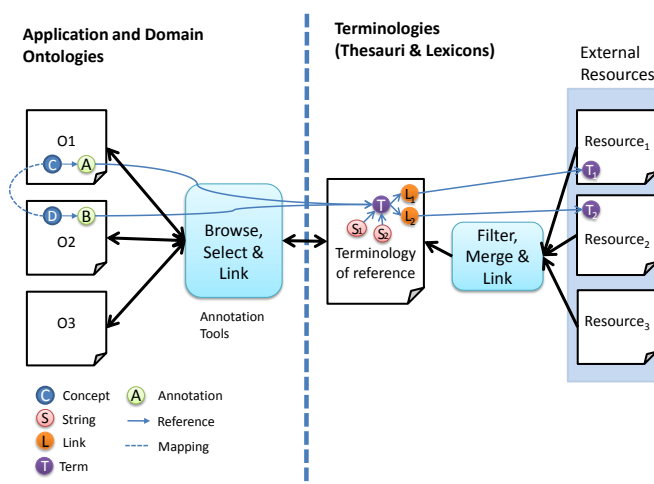 Application and Domain
Ontologies
Terminologies
(Thesauri & Lexicons)
External
Resources
O1
C
A
D
B
O2
O3
Browse,
Select &
Link
Annotation
Tools
T
L1
L2
S1
S2
Terminology
of reference
Filter,
Merge &
Link
Resource1
T1
T2
Resource2
Resource3
C Concept
A Annotation
S String
Reference
L Link
Mapping
T Term